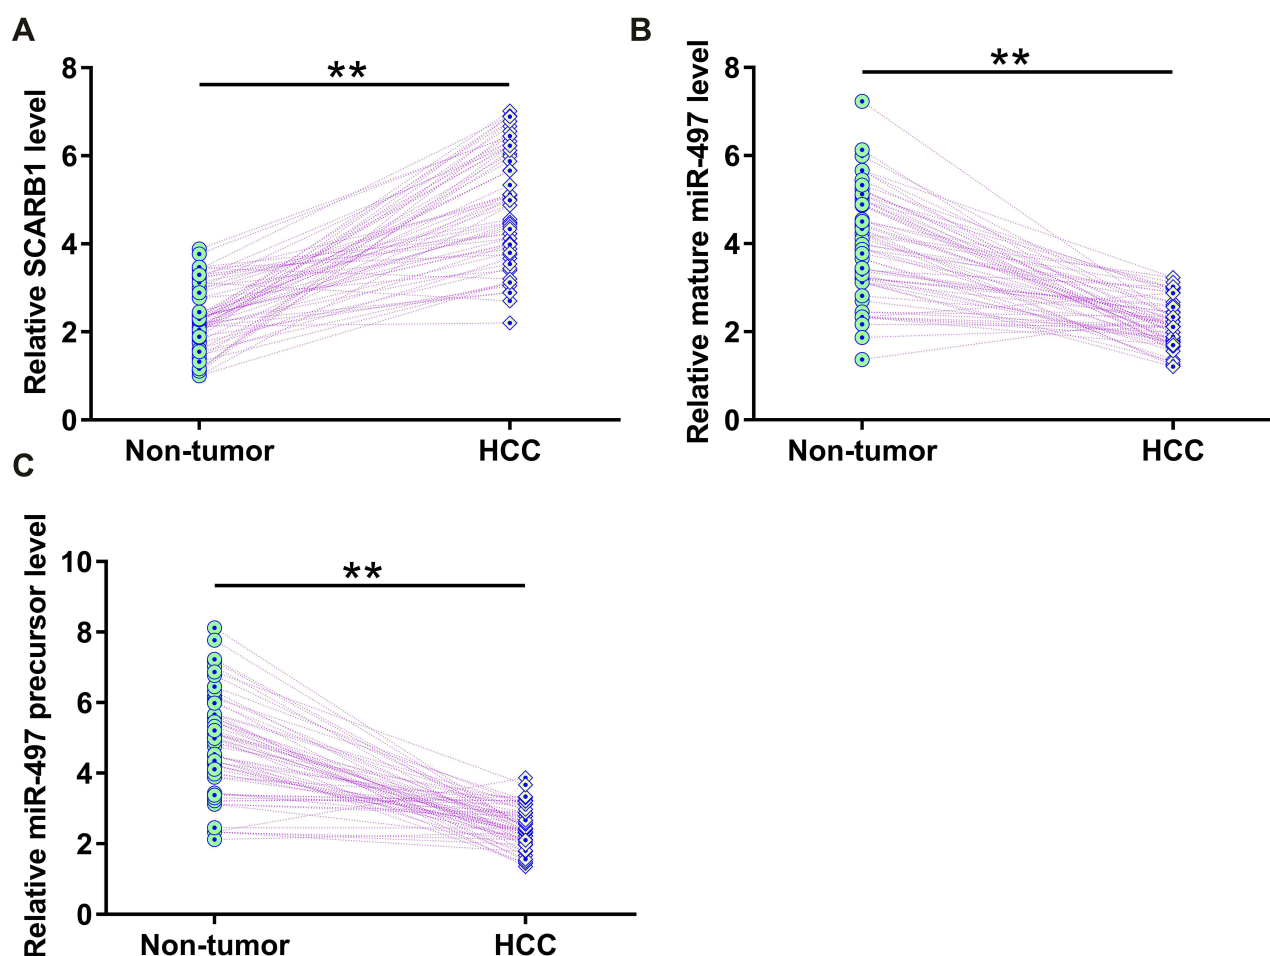 A
Relative SCARB1 level
8
6
4
2
0
**
Non-tumor HCC
B
Relative mature miR-497 level
8
6
4
2
0
**
Non-tumor HCC
C
Relative miR-497 precursor level
10
8
6
4
2
0
**
Non-tumor HCC